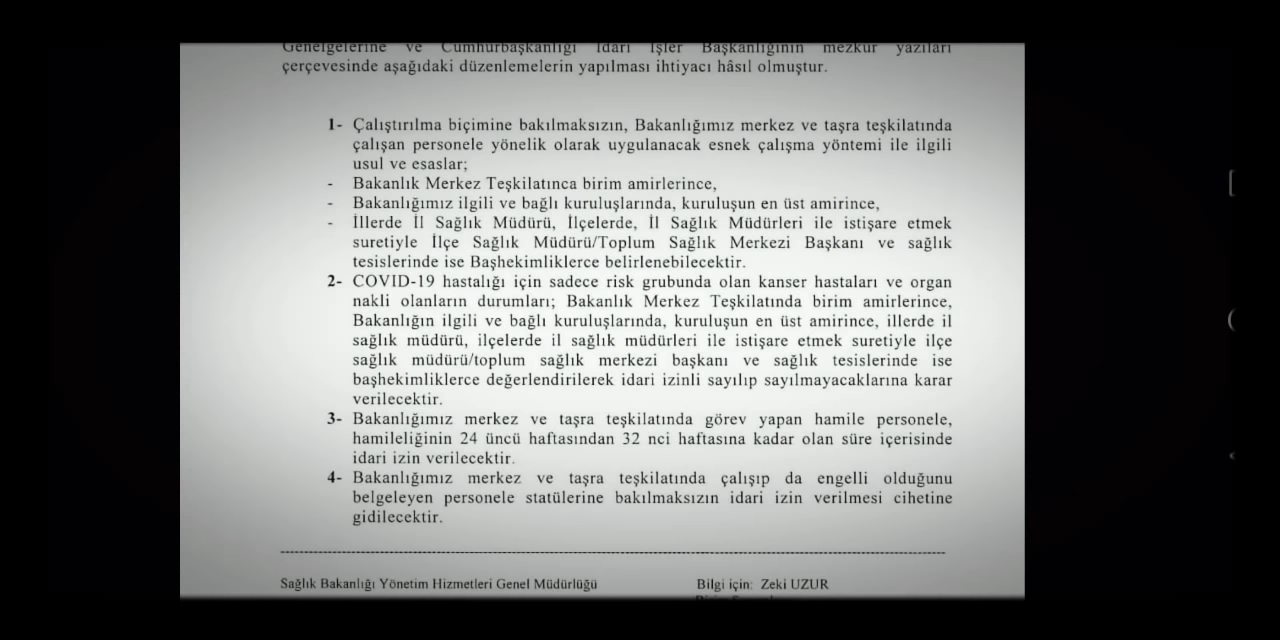 Genelgelerine ve Cumhurbaşkanlığı İdari İşler Başkanlığının mezkur yazıları
çerçevesinde aşağıdaki düzenlemelerin yapılması ihtiyacı hâsıl olmuştur.
1- Çalıştırılma biçimine bakılmaksızın, Bakanlığımız merkez ve taşra teşkilatında
çalışan personele yönelik olarak uygulanacak esnek çalışma yöntemi ile ilgili
usul ve esaslar;
- Bakanlık Merkez Teşkilatınca birim amirlerince,
- Bakanlığımız ilgili ve bağlı kuruluşlarında, kuruluşun en üst amirince,
- İllerde İl Sağlık Müdürü, İlçelerde, İl Sağlık Müdürleri ile istişare etmek
suretiyle İlçe Sağlık Müdürü/Toplum Sağlık Merkezi Başkanı ve sağlık
tesislerinde ise Başhekimliklerce belirlenebilecektir.
2- COVID-19 hastalığı için sadece risk grubunda olan kanser hastaları ve organ
nakli olanların durumları; Bakanlık Merkez Teşkilatında birim amirlerince,
Bakanlığın ilgili ve bağlı kuruluşlarında, kuruluşun en üst amirince, illerde il
sağlık müdürü, ilçelerde il sağlık müdürleri ile istişare etmek suretiyle ilçe
sağlık müdürü/toplum sağlık merkezi başkanı ve sağlık tesislerinde ise
başhekimliklerce değerlendirilerek idari izinli sayılıp sayılmayacaklarına karar
verilecektir.
3- Bakanlığımız merkez ve taşra teşkilatında görev yapan hamile personele,
hamileliğinin 24 üncü haftasından 32 nci haftasına kadar olan süre içerisinde
idari izin verilecektir.
4- Bakanlığımız merkez ve taşra teşkilatında çalışıp da engelli olduğunu
belgeleyen personele statülerine bakılmaksızın idari izin verilmesi cihetine
gidilecektir.
Sağlık Bakanlığı Yönetim Hizmetleri Genel Müdürlüğü
Bilgi için: Zeki UZUR